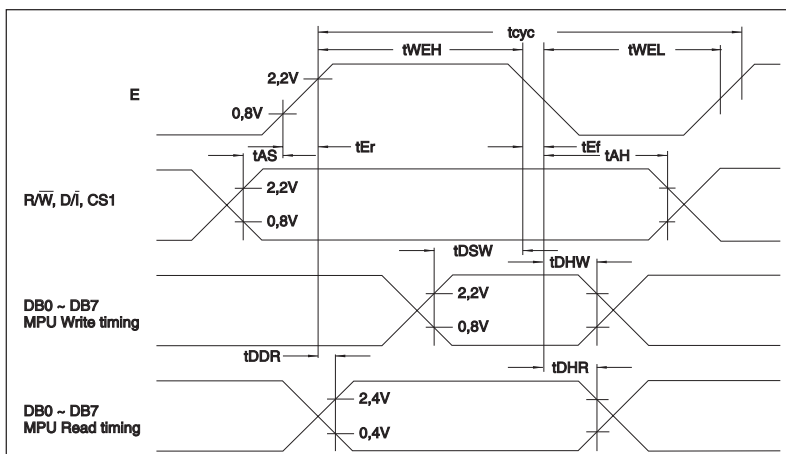 tcyc
tWEH tWEL
2,2V
E
0,8V
tEr tEf
tAS tAH
R/W̅, D/I̅, CS1
2,2V
0,8V
tDSW
tDHW
DB0 ~ DB7
MPU Write timing
2,2V
0,8V
tDDR
tDHR
DB0 ~ DB7
MPU Read timing
2,4V
0,4V